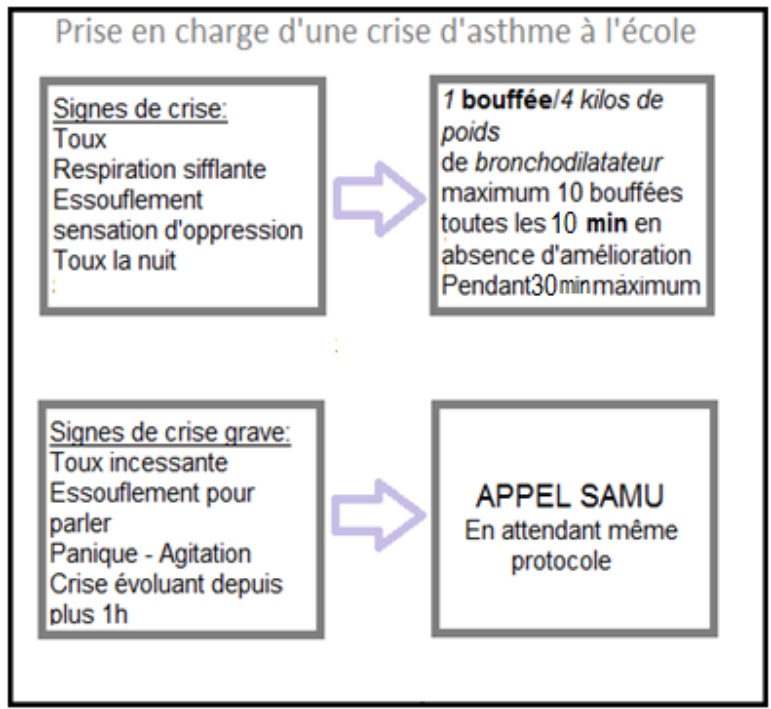 Prise en charge d'une crise d'asthme à l'école
Signes de crise:
Toux
Respiration sifflante
Essouflement
sensation d'oppression
Toux la nuit
1 bouffée/4 kilos de
poids
de bronchodilatateur
maximum 10 bouffées
toutes les 10 min en
absence d'amélioration
Pendant30minmaximum
Signes de crise grave:
Toux incessante
Essouflement pour
parler
Panique - Agitation
Crise évoluant depuis
plus 1h
APPEL SAMU
En attendant même
protocole